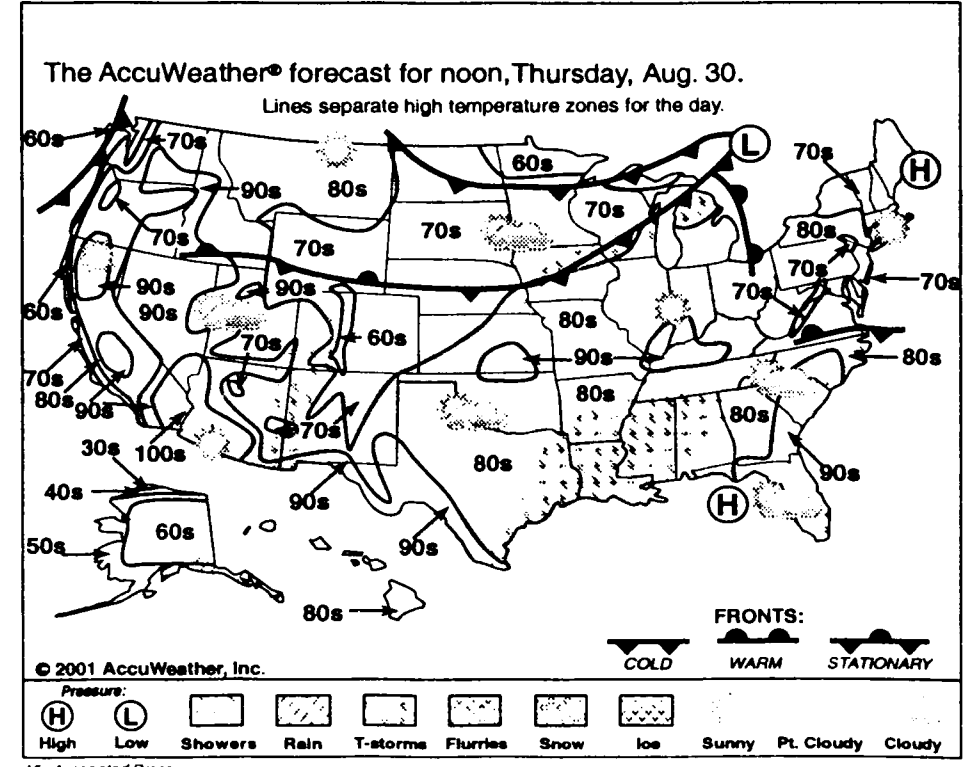 The AccuWeather® forecast for noon, Thursday, Aug. 30.
Lines separate high temperature zones for the day.
60s
70s
90s
80s
60s
L
70s
H
70s
70s
70s
70s
80s
70s
70s
70s
90s
90s
90s
60s
60s
80s
70s
90s
80s
70s
80s
90s
80s
80s
70s
100s
90s
80s
90s
H
90s
30s
40s
60s
50s
80s
FRONTS:
COLD
WARM
STATIONARY
© 2001 AccuWeather, Inc.
Pressure:
H
L
High
Low
Showers
Rain
T-storms
Flurries
Snow
Ice
Sunny
Pt. Cloudy
Cloudy